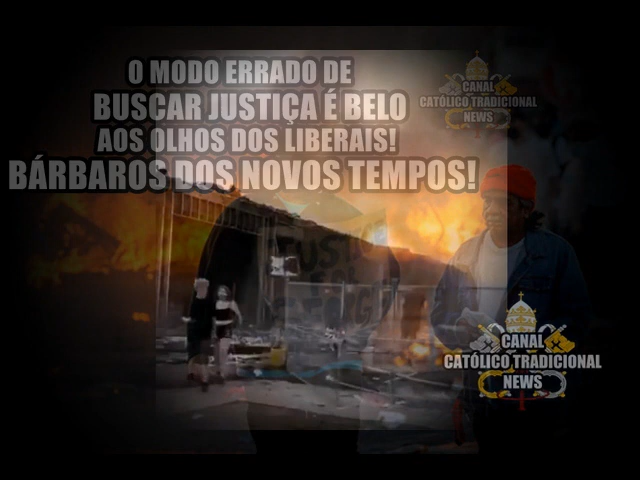 O MODO ERRADO DE
BUSCAR JUSTIÇA É BELO
AOS OLHOS DOS LIBERAIS!
BÁRBAROS DOS NOVOS TEMPOS!
CANAL
CATÓLICO TRADICIONAL
NEWS
CANAL
CATÓLICO TRADICIONAL
NEWS